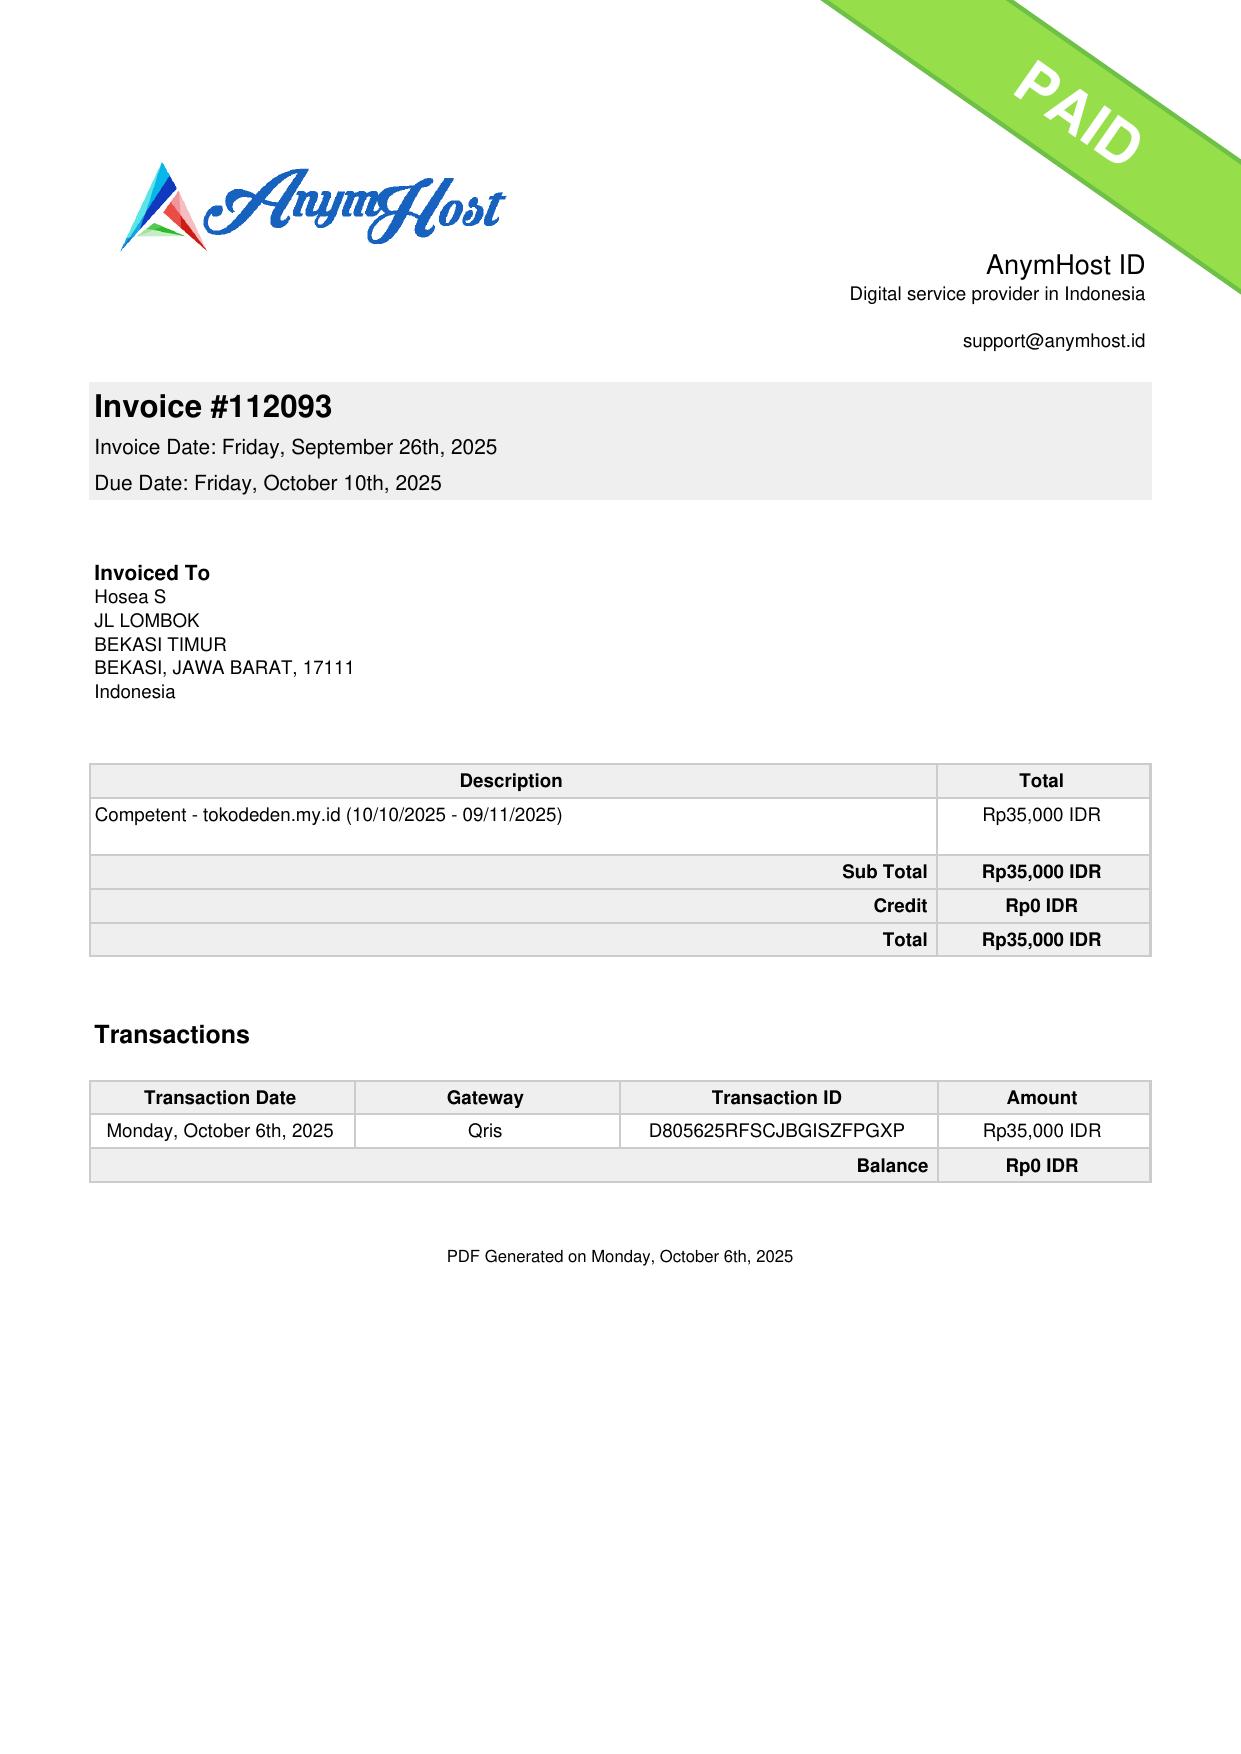 PAID
AnymHost
AnymHost ID
Digital service provider in Indonesia
support@anymhost.id
Invoice #112093
Invoice Date: Friday, September 26th, 2025
Due Date: Friday, October 10th, 2025
Invoiced To
Hosea S
JL LOMBOK
BEKASI TIMUR
BEKASI, JAWA BARAT, 17111
Indonesia
Description Total
Competent - tokodeden.my.id (10/10/2025 - 09/11/2025) Rp35,000 IDR
Sub Total Rp35,000 IDR
Credit Rp0 IDR
Total Rp35,000 IDR
Transactions
Transaction Date Gateway Transaction ID Amount
Monday, October 6th, 2025 Qris D805625RFSCJBGISZFPGXP Rp35,000 IDR
Balance Rp0 IDR
PDF Generated on Monday, October 6th, 2025